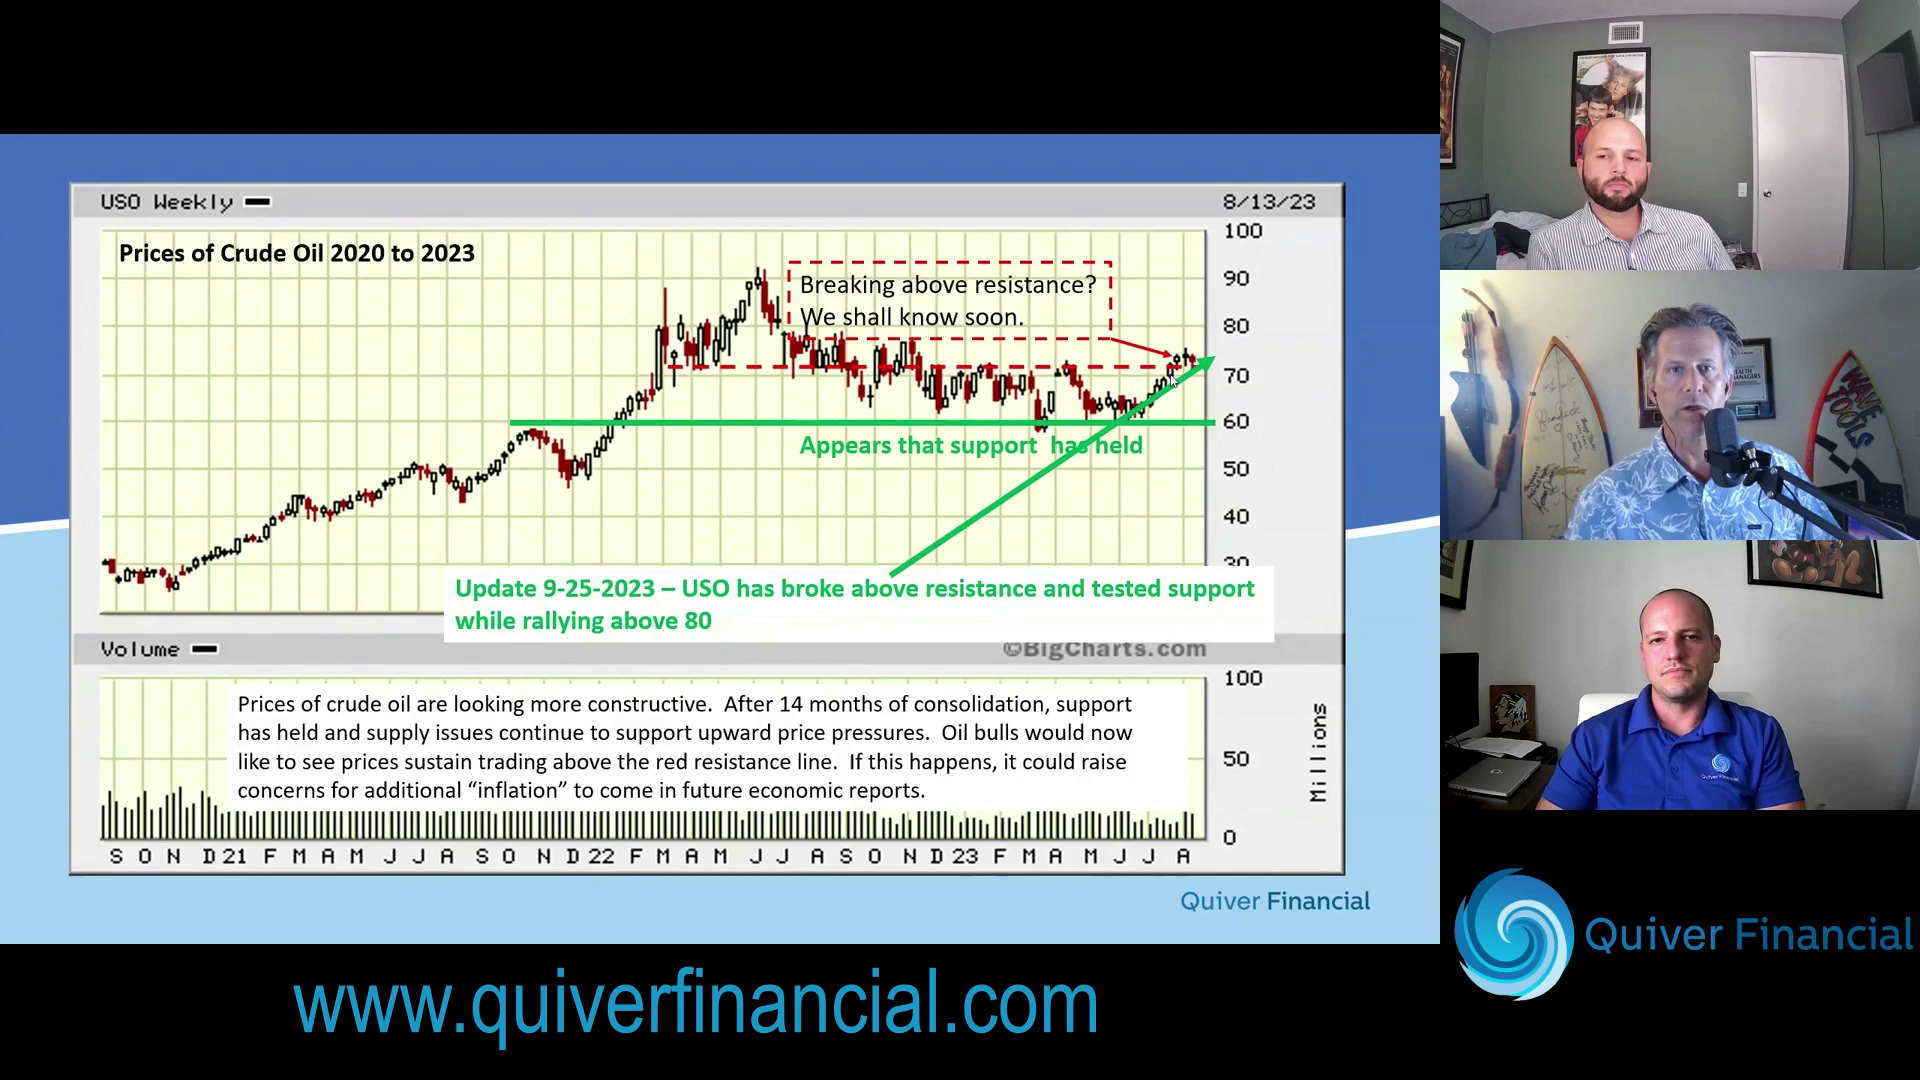 USO Weekly
8/13/23
Prices of Crude Oil 2020 to 2023
100
90
80
70
60
50
40
30
Breaking above resistance?
We shall know soon.
Appears that support has held
Update 9-25-2023 – USO has broke above resistance and tested support
while rallying above 80
Volume
©BigCharts.com
100
50
0
Millions
Prices of crude oil are looking more constructive. After 14 months of consolidation, support
has held and supply issues continue to support upward price pressures. Oil bulls would now
like to see prices sustain trading above the red resistance line. If this happens, it could raise
concerns for additional “inflation” to come in future economic reports.
S O N D 21 F M A M J J A S O N D 22 F M A M J J A S O N D 23 F M A M J J A
Quiver Financial
www.quiverfinancial.com
WAVE
TOOLS
Quiver Financial
Quiver Financial